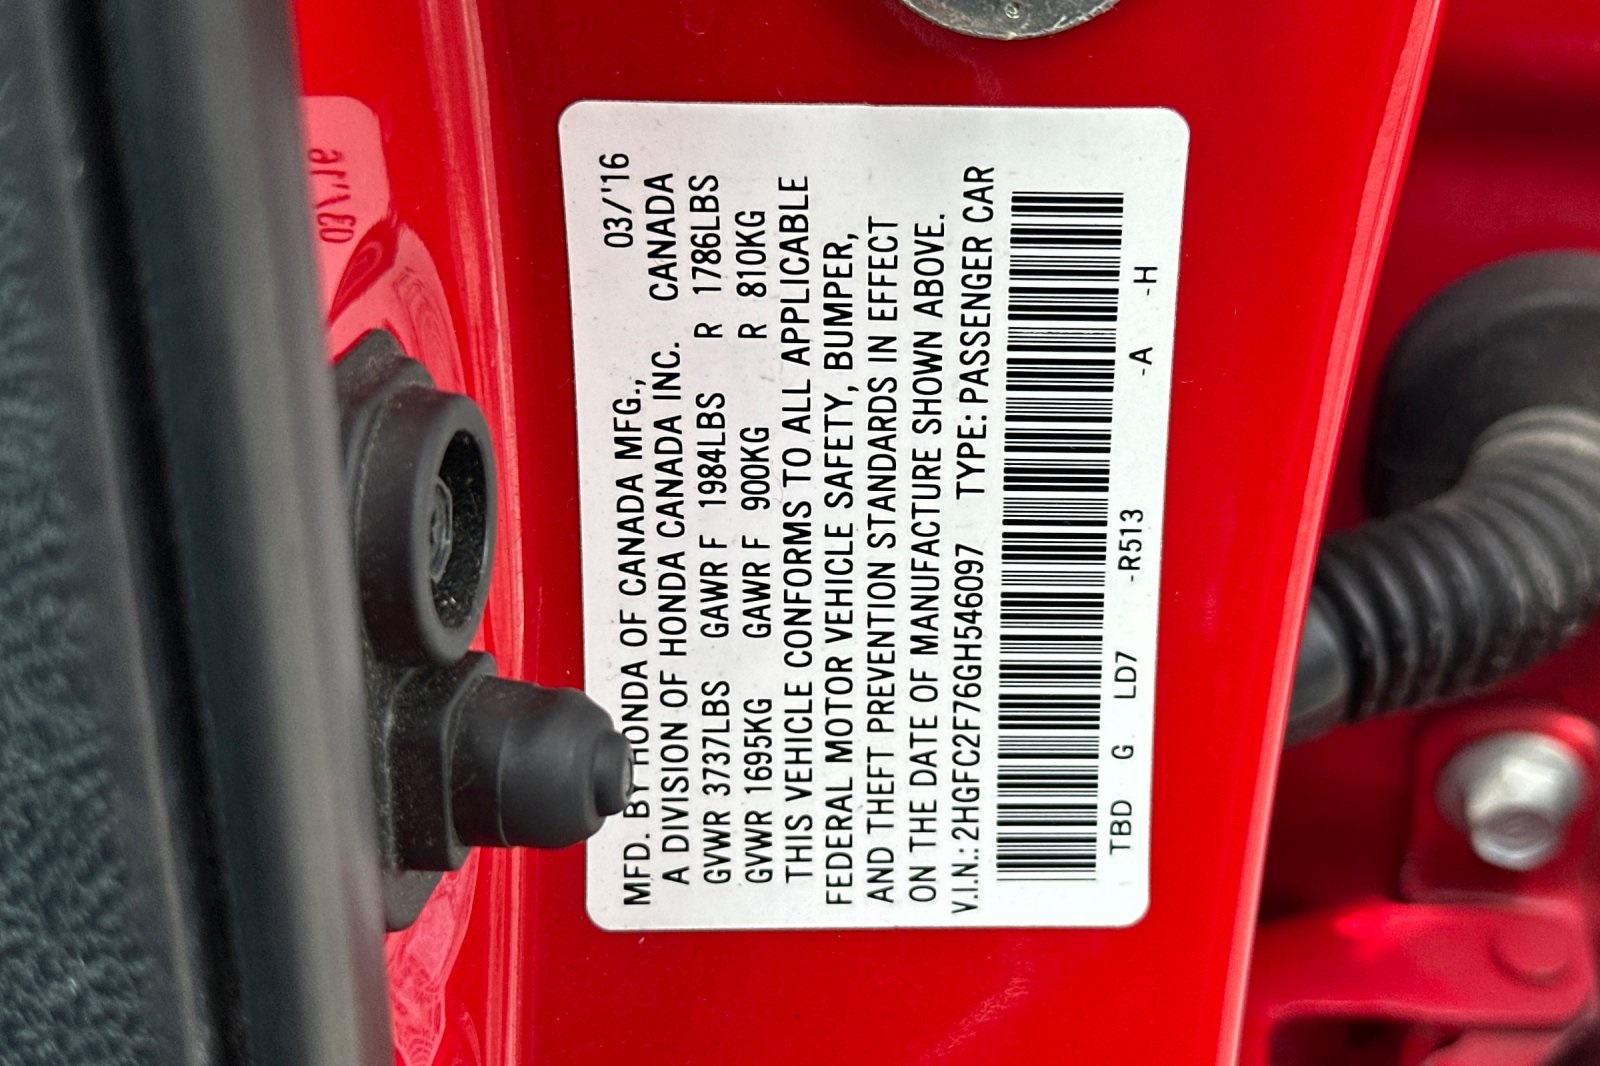 03/'16
MFD. BY HONDA OF CANADA MFG.,
A DIVISION OF HONDA CANADA INC. CANADA
GVWR 3737LBS GAWR F 1984LBS R 1786LBS
GVWR 1695KG GAWR F 900KG R 810KG
THIS VEHICLE CONFORMS TO ALL APPLICABLE
FEDERAL MOTOR VEHICLE SAFETY, BUMPER,
AND THEFT PREVENTION STANDARDS IN EFFECT
ON THE DATE OF MANUFACTURE SHOWN ABOVE.
V.I.N.: 2HGFC2F76GH546097 TYPE: PASSENGER CAR
TBD G LD7 -R513 -A -H